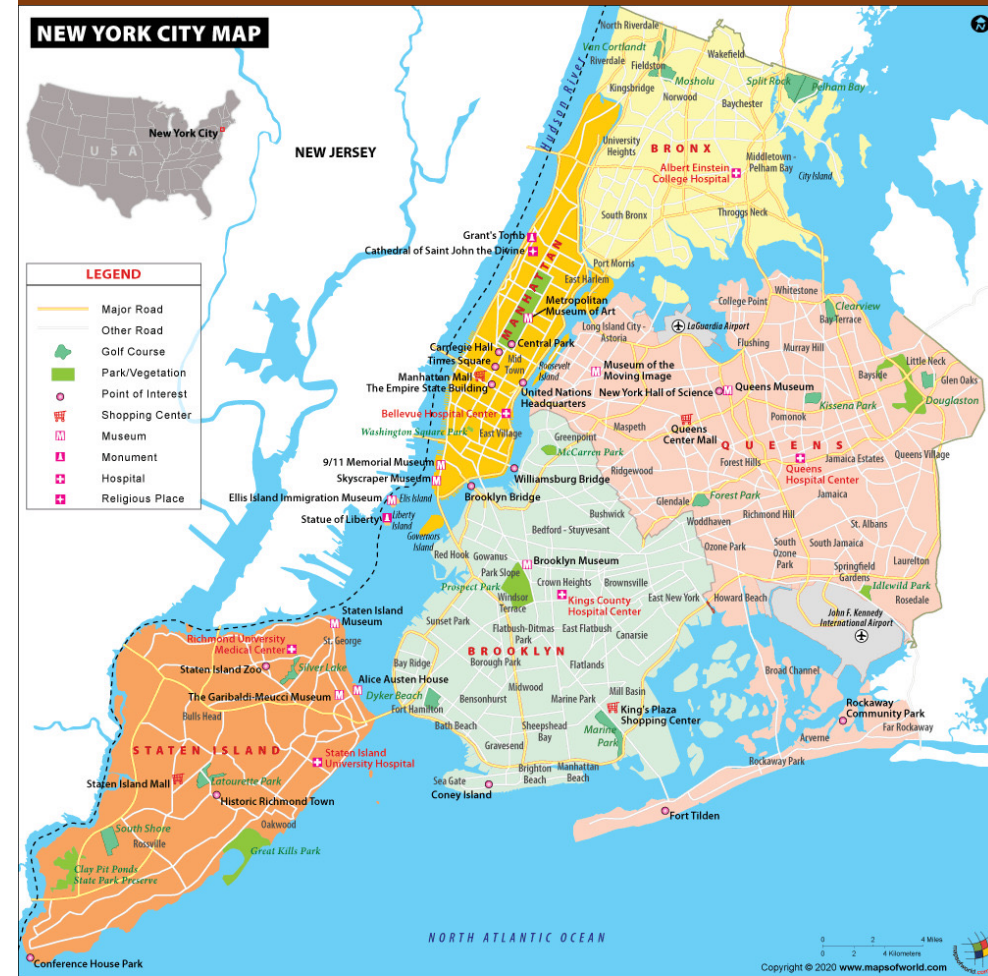 NEW YORK CITY MAP
New York City
USA
NEW JERSEY
Hudson River
North Riverdale
Van Cortlandt
Riverdale
Fieldston
Wakefield
Mosholu
Split Rock
Pelham Bay
Kingsbridge
Norwood
Baychester
University
Heights
BRONX
Albert Einstein
College Hospital
Middletown -
Pelham Bay
City Island
South Bronx
Throggs Neck
Port Morris
Grant's Tomb
Cathedral of Saint John the Divine
MANHATTAN
East Harlem
Metropolitan
Museum of Art
Carnegie Hall
Central Park
Times Square
Mid
Town
Roosevelt
Island
Manhattan Mall
The Empire State Building
United Nations
Headquarters
Bellevue Hospital Center
Washington Square Park
East Village
9/11 Memorial Museum
Skyscraper Museum
Williamsburg Bridge
Brooklyn Bridge
Ellis Island Immigration Museum
Ellis Island
Statue of Liberty
Liberty
Island
Governors
Island
LEGEND
Major Road
Other Road
Golf Course
Park/Vegetation
Point of Interest
Shopping Center
Museum
Monument
Hospital
Religious Place
Whitestone
College Point
Clearview
Bay Terrace
Long Island City -
Astoria
LaGuardia Airport
Flushing
Murray Hill
Little Neck
Museum of the
Moving Image
Bayside
Glen Oaks
New York Hall of Science
Queens Museum
Kissena Park
Douglaston
Maspeth
Queens
Center Mall
Pomonok
QUEENS
Greenpoint
McCarren Park
Ridgewood
Forest Hills
Queens
Hospital Center
Jamaica Estates
Queens Village
Jamaica
Glendale
Forest Park
Woddhaven
Richmond Hill
St. Albans
Ozone Park
South
Ozone
Park
South Jamaica
Springfield
Gardens
Laurelton
Idlewild Park
Rosedale
Howard Beach
John F. Kennedy
International Airport
Broad Channel
Rockaway
Community Park
Far Rockaway
Arverne
Rockaway Park
Fort Tilden
Bushwick
Bedford - Stuyvesant
Red Hook
Gowanus
Brooklyn Museum
Park Slope
Crown Heights
Brownsville
Prospect Park
Windsor
Terrace
Kings County
Hospital Center
East New York
Sunset Park
Flatbush-Ditmas
Park
East Flatbush
Canarsie
BROOKLYN
Bay Ridge
Borough Park
Flatlands
Dyker Beach
Midwood
Mill Basin
Fort Hamilton
Bensonhurst
Marine Park
King's Plaza
Shopping Center
Bath Beach
Sheepshead
Bay
Marine
Park
Gravesend
Brighton
Beach
Manhattan
Beach
Sea Gate
Coney Island
Staten Island
Museum
Richmond University
Medical Center
St. George
Staten Island Zoo
Silver Lake
Alice Austen House
The Garibaldi-Meucci Museum
Bulls Head
STATEN ISLAND
Staten Island
University Hospital
Staten Island Mall
Latourette Park
Historic Richmond Town
South Shore
Oakwood
Rossville
Great Kills Park
Clay Pit Ponds
State Park Preserve
Conference House Park
NORTH ATLANTIC OCEAN
0 2 4 Miles
0 2 4 Kilometers
Copyright © 2020 www.mapsofworld.com
mapsofworld